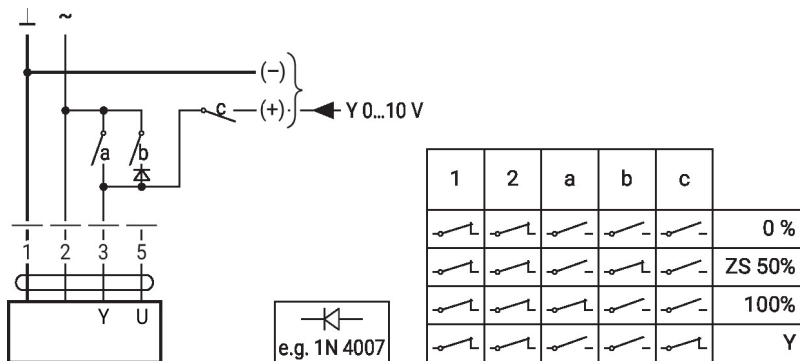 ⊥ ~
(–)
c (+) Y 0...10 V
a b
1 2 3 5
Y U
e.g. 1N 4007
1 2 a b c
0 %
ZS 50%
100%
Y